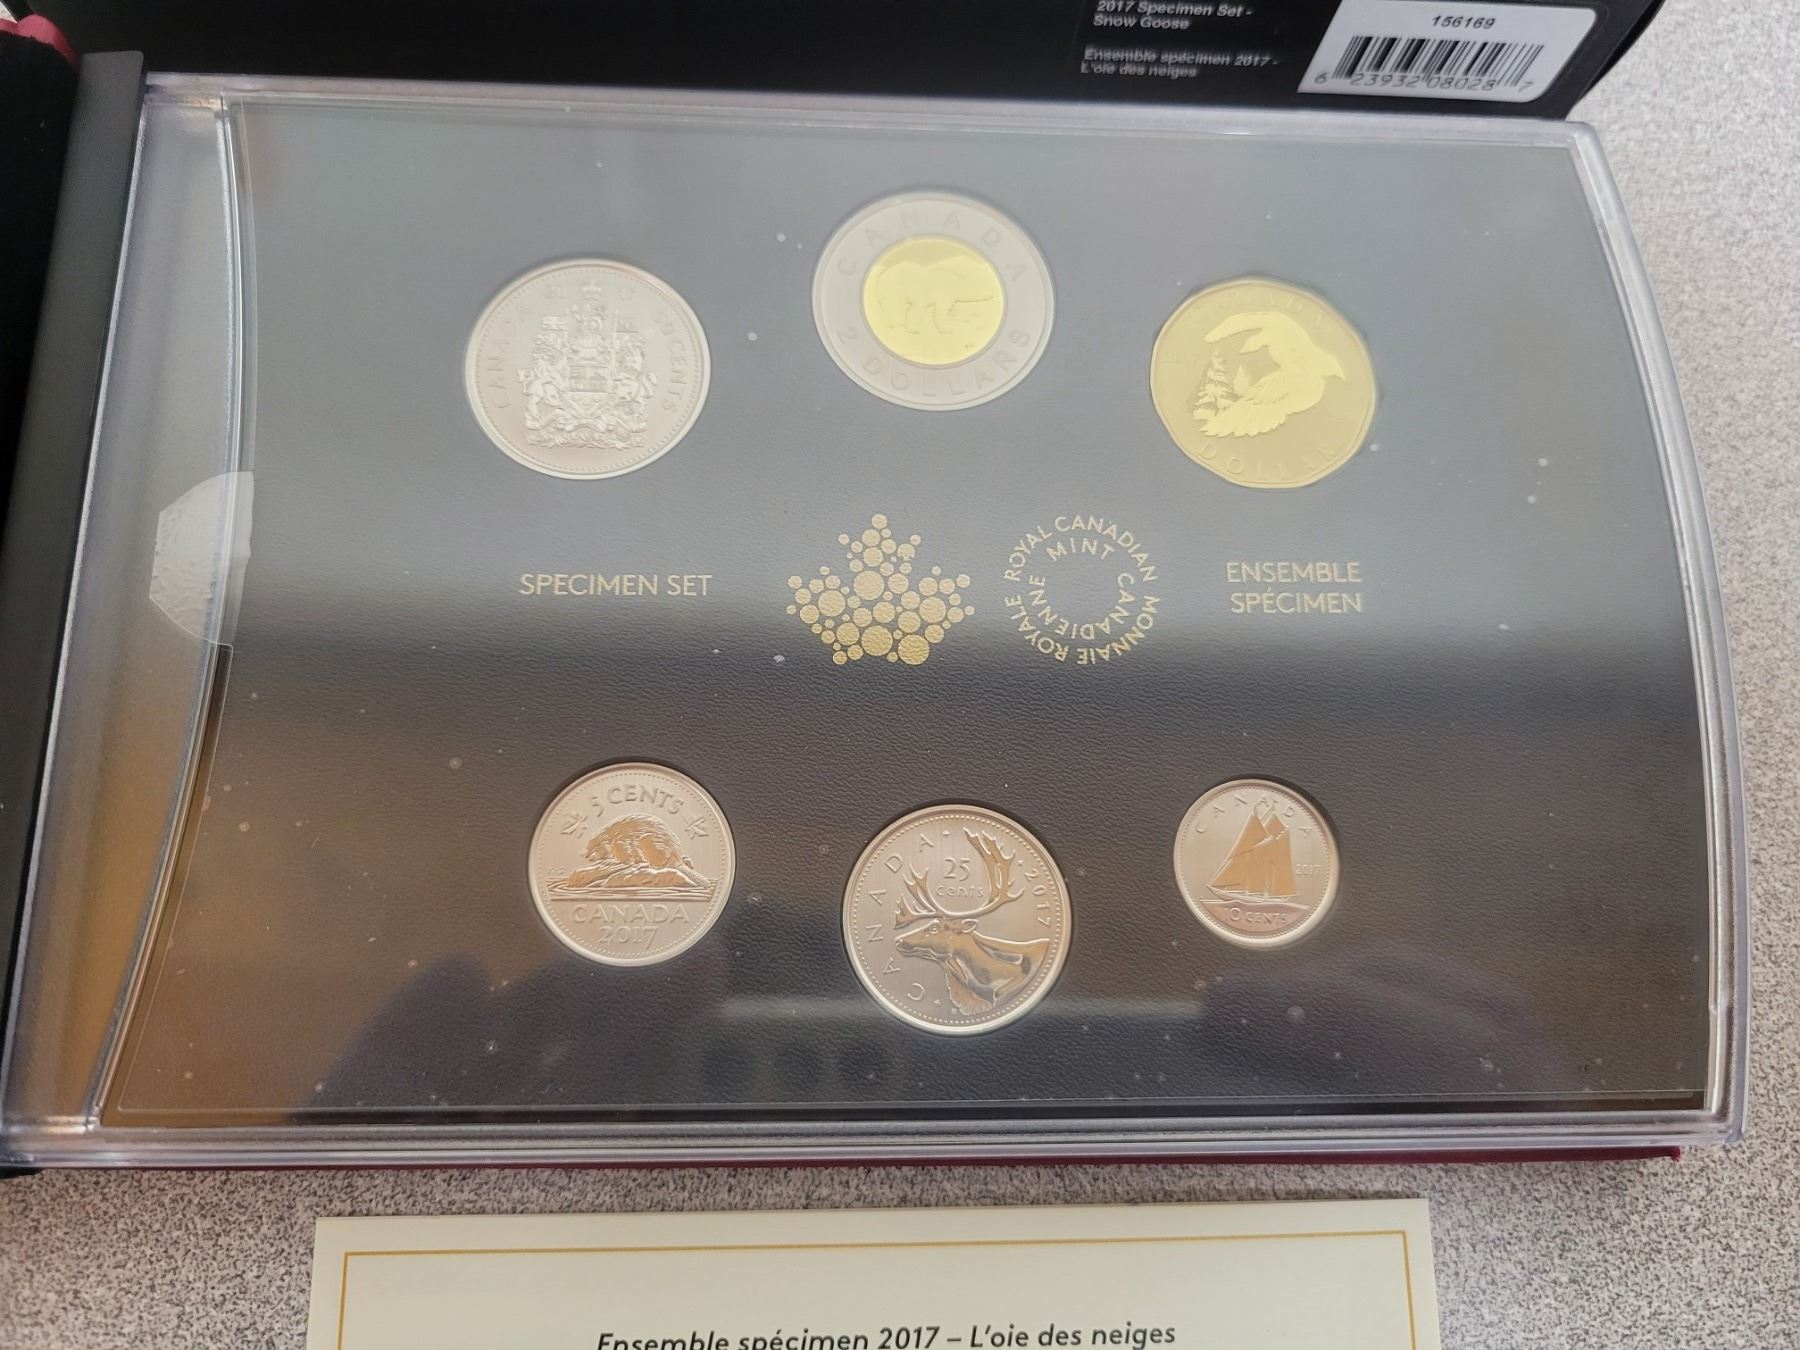 2017 Specimen Set -
Snow Goose
Ensemble spécimen 2017 -
L'oie des neiges
156169
6 23932 08028 7
CANADA 2017 50 CENTS
CANADA
2 DOLLARS
CANADA
DOLLAR
SPECIMEN SET
ROYAL CANADIAN MINT
MONNAIE ROYALE CANADIENNE
ENSEMBLE
SPÉCIMEN
5 CENTS
CANADA
2017
CANADA
25
cents
2017
CANADA
2017
10 CENTS
Ensemble spécimen 2017 – L'oie des neiges